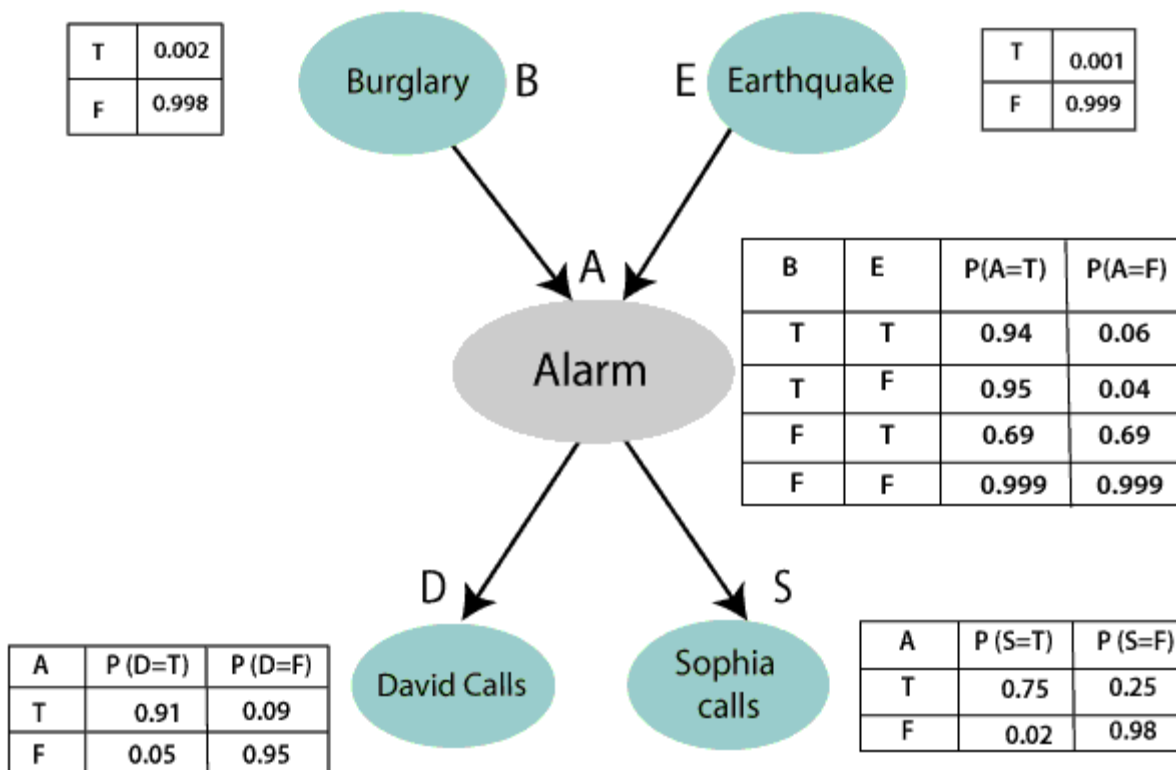 T 0.002
F 0.998
Burglary B
E Earthquake
T 0.001
F 0.999
A
Alarm
B E P(A=T) P(A=F)
T T 0.94 0.06
T F 0.95 0.04
F T 0.69 0.69
F F 0.999 0.999
D
S
A P (D=T) P (D=F)
T 0.91 0.09
F 0.05 0.95
David Calls
Sophia
calls
A P (S=T) P (S=F)
T 0.75 0.25
F 0.02 0.98